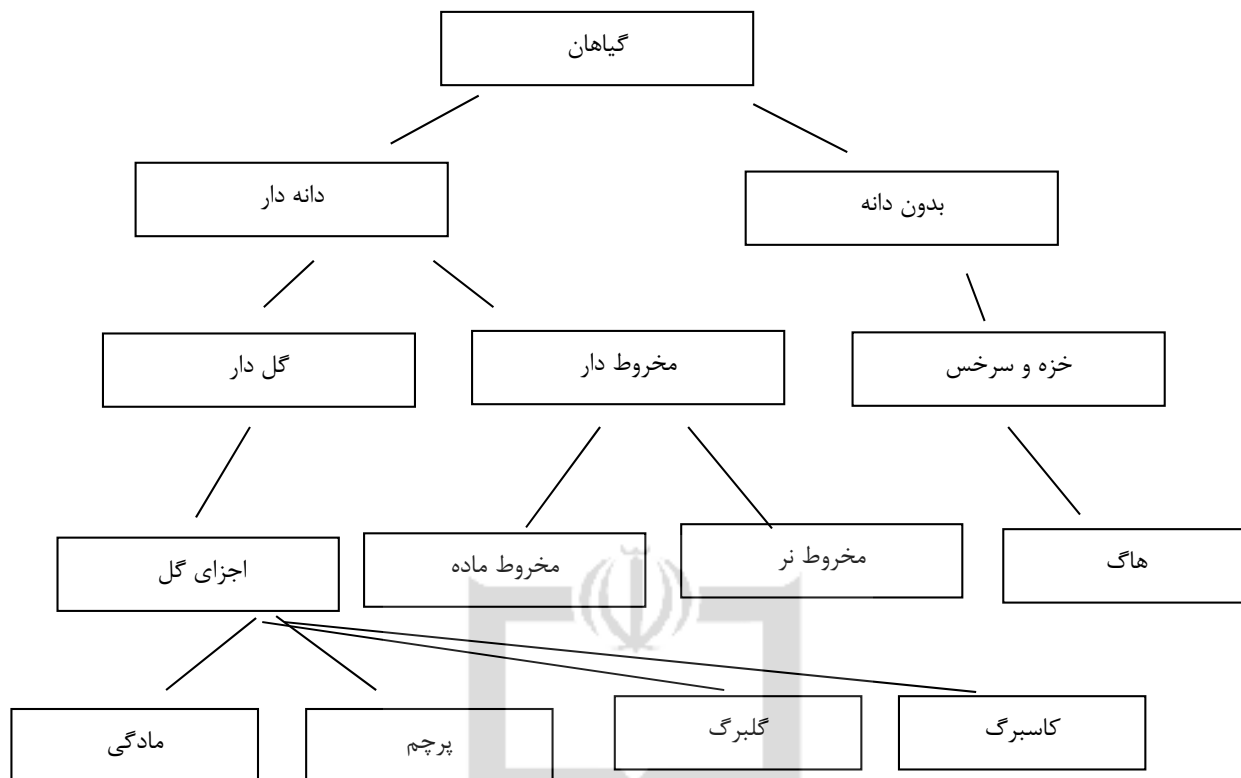 گیاهان
بدون دانه
دانه دار
خزه و سرخس
مخروط دار
گل دار
هاگ
مخروط نر
مخروط ماده
اجزای گل
کاسبرگ
گلبرگ
پرچم
مادگی